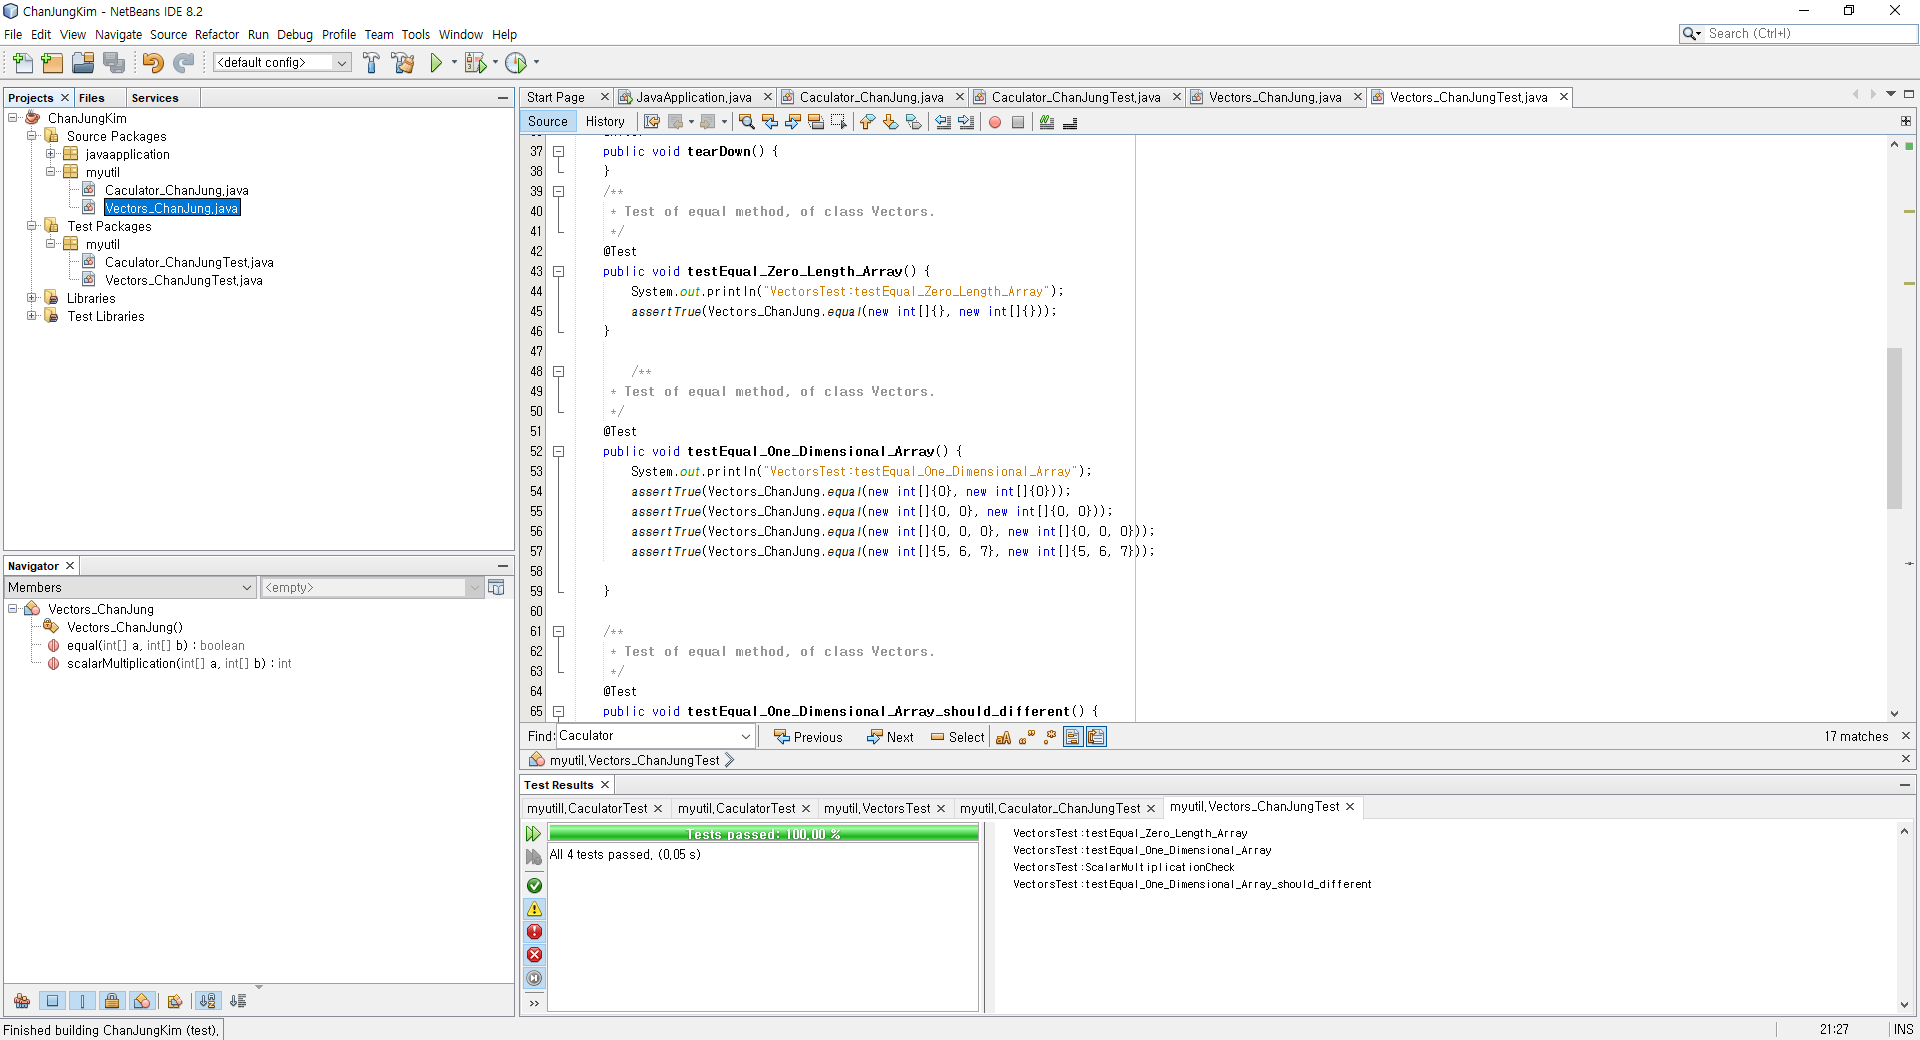 ChanJungKim - NetBeans IDE 8.2
File Edit View Navigate Source Refactor Run Debug Profile Team Tools Window Help
Search (Ctrl+I)
<default config>
Projects Files Services
ChanJungKim
Source Packages
javaapplication
myutil
Caculator_ChanJung.java
Vectors_ChanJung.java
Test Packages
myutil
Caculator_ChanJungTest.java
Vectors_ChanJungTest.java
Libraries
Test Libraries
Navigator
Members <empty>
Vectors_ChanJung
Vectors_ChanJung()
equal(int[] a, int[] b) : boolean
scalarMultiplication(int[] a, int[] b) : int
Start Page JavaApplication.java Caculator_ChanJung.java Caculator_ChanJungTest.java Vectors_ChanJung.java Vectors_ChanJungTest.java
Source History
37 public void tearDown() {
38 }
39 /**
40 * Test of equal method, of class Vectors.
41 */
42 @Test
43 public void testEqual_Zero_Length_Array() {
44 System.out.println("VectorsTest:testEqual_Zero_Length_Array");
45 assertTrue(Vectors_ChanJung.equal(new int[]{}, new int[]{}));
46 }
47
48 /**
49 * Test of equal method, of class Vectors.
50 */
51 @Test
52 public void testEqual_One_Dimensional_Array() {
53 System.out.println("VectorsTest:testEqual_One_Dimensional_Array");
54 assertTrue(Vectors_ChanJung.equal(new int[]{0}, new int[]{0}));
55 assertTrue(Vectors_ChanJung.equal(new int[]{0, 0}, new int[]{0, 0}));
56 assertTrue(Vectors_ChanJung.equal(new int[]{0, 0, 0}, new int[]{0, 0, 0}));
57 assertTrue(Vectors_ChanJung.equal(new int[]{5, 6, 7}, new int[]{5, 6, 7}));
58
59 }
60
61 /**
62 * Test of equal method, of class Vectors.
63 */
64 @Test
65 public void testEqual_One_Dimensional_Array_should_different() {
Find: Caculator Previous Next Select 17 matches
myutil.Vectors_ChanJungTest
Test Results
myutill.CaculatorTest myutil.CaculatorTest myutil.VectorsTest myutil.Caculator_ChanJungTest myutil.Vectors_ChanJungTest
Tests passed: 100.00 %
All 4 tests passed. (0.05 s)
VectorsTest:testEqual_Zero_Length_Array
VectorsTest:testEqual_One_Dimensional_Array
VectorsTest:ScalarMultiplicationCheck
VectorsTest:testEqual_One_Dimensional_Array_should_different
Finished building ChanJungKim (test).
21:27 INS